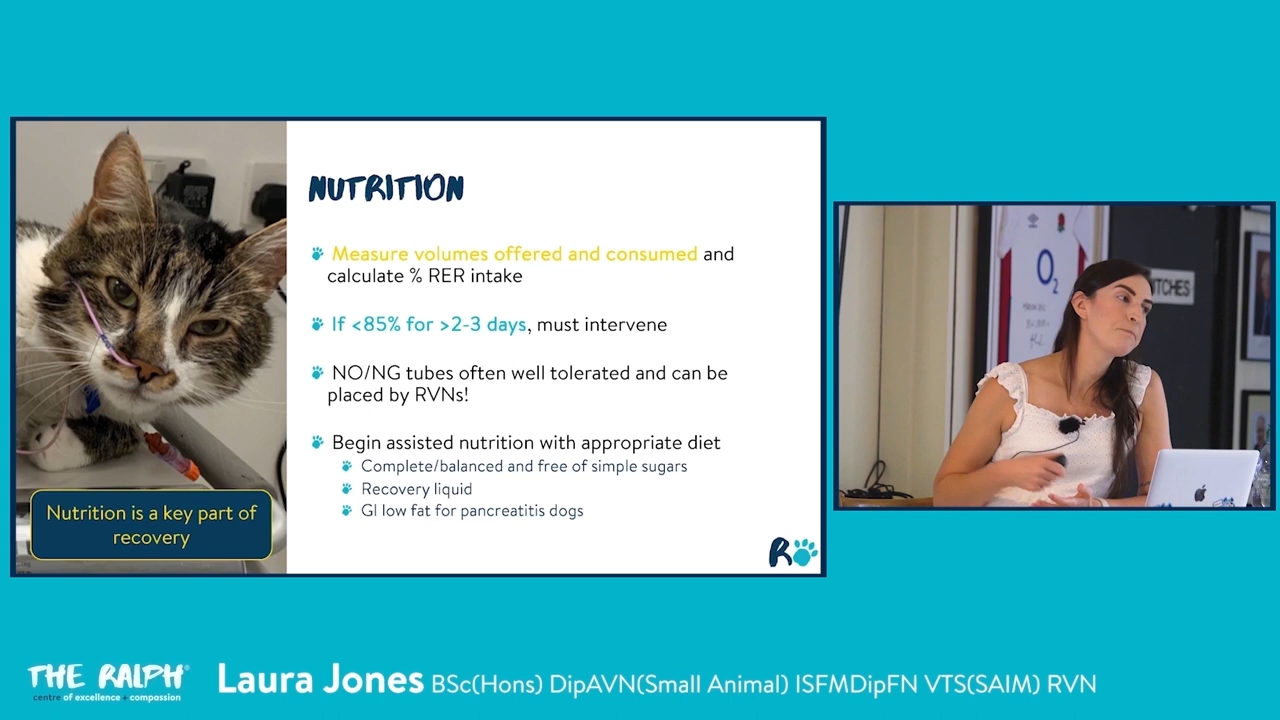 NUTRITION
Measure volumes offered and consumed and
calculate % RER intake
If <85% for >2-3 days, must intervene
NO/NG tubes often well tolerated and can be
placed by RVNs!
Begin assisted nutrition with appropriate diet
Complete/balanced and free of simple sugars
Recovery liquid
GI low fat for pancreatitis dogs
Nutrition is a key part of
recovery
R
O2
ITCHES
THE RALPH®
centre of excellence + compassion
Laura Jones BSc(Hons) DipAVN(Small Animal) ISFMDipFN VTS(SAIM) RVN